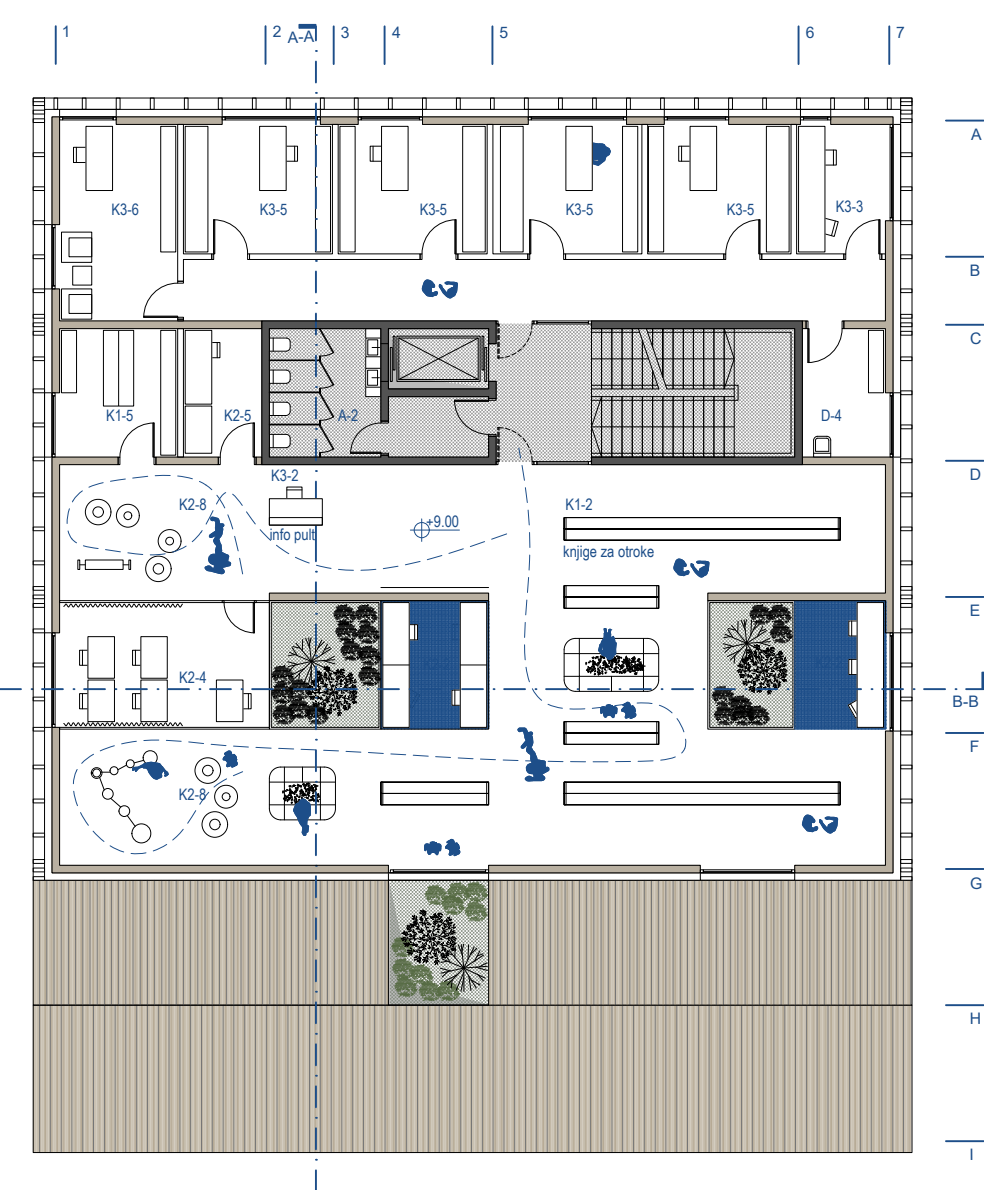 1
2
A-A
3
4
5
6
7
A
K3-6
K3-5
K3-5
K3-5
K3-5
K3-3
B
C
K1-5
K2-5
A-2
D-4
D
K3-2
K2-8
K1-2
+9.00
info pult
knjige za otroke
E
K2-4
B-B
F
K2-8
G
H
I